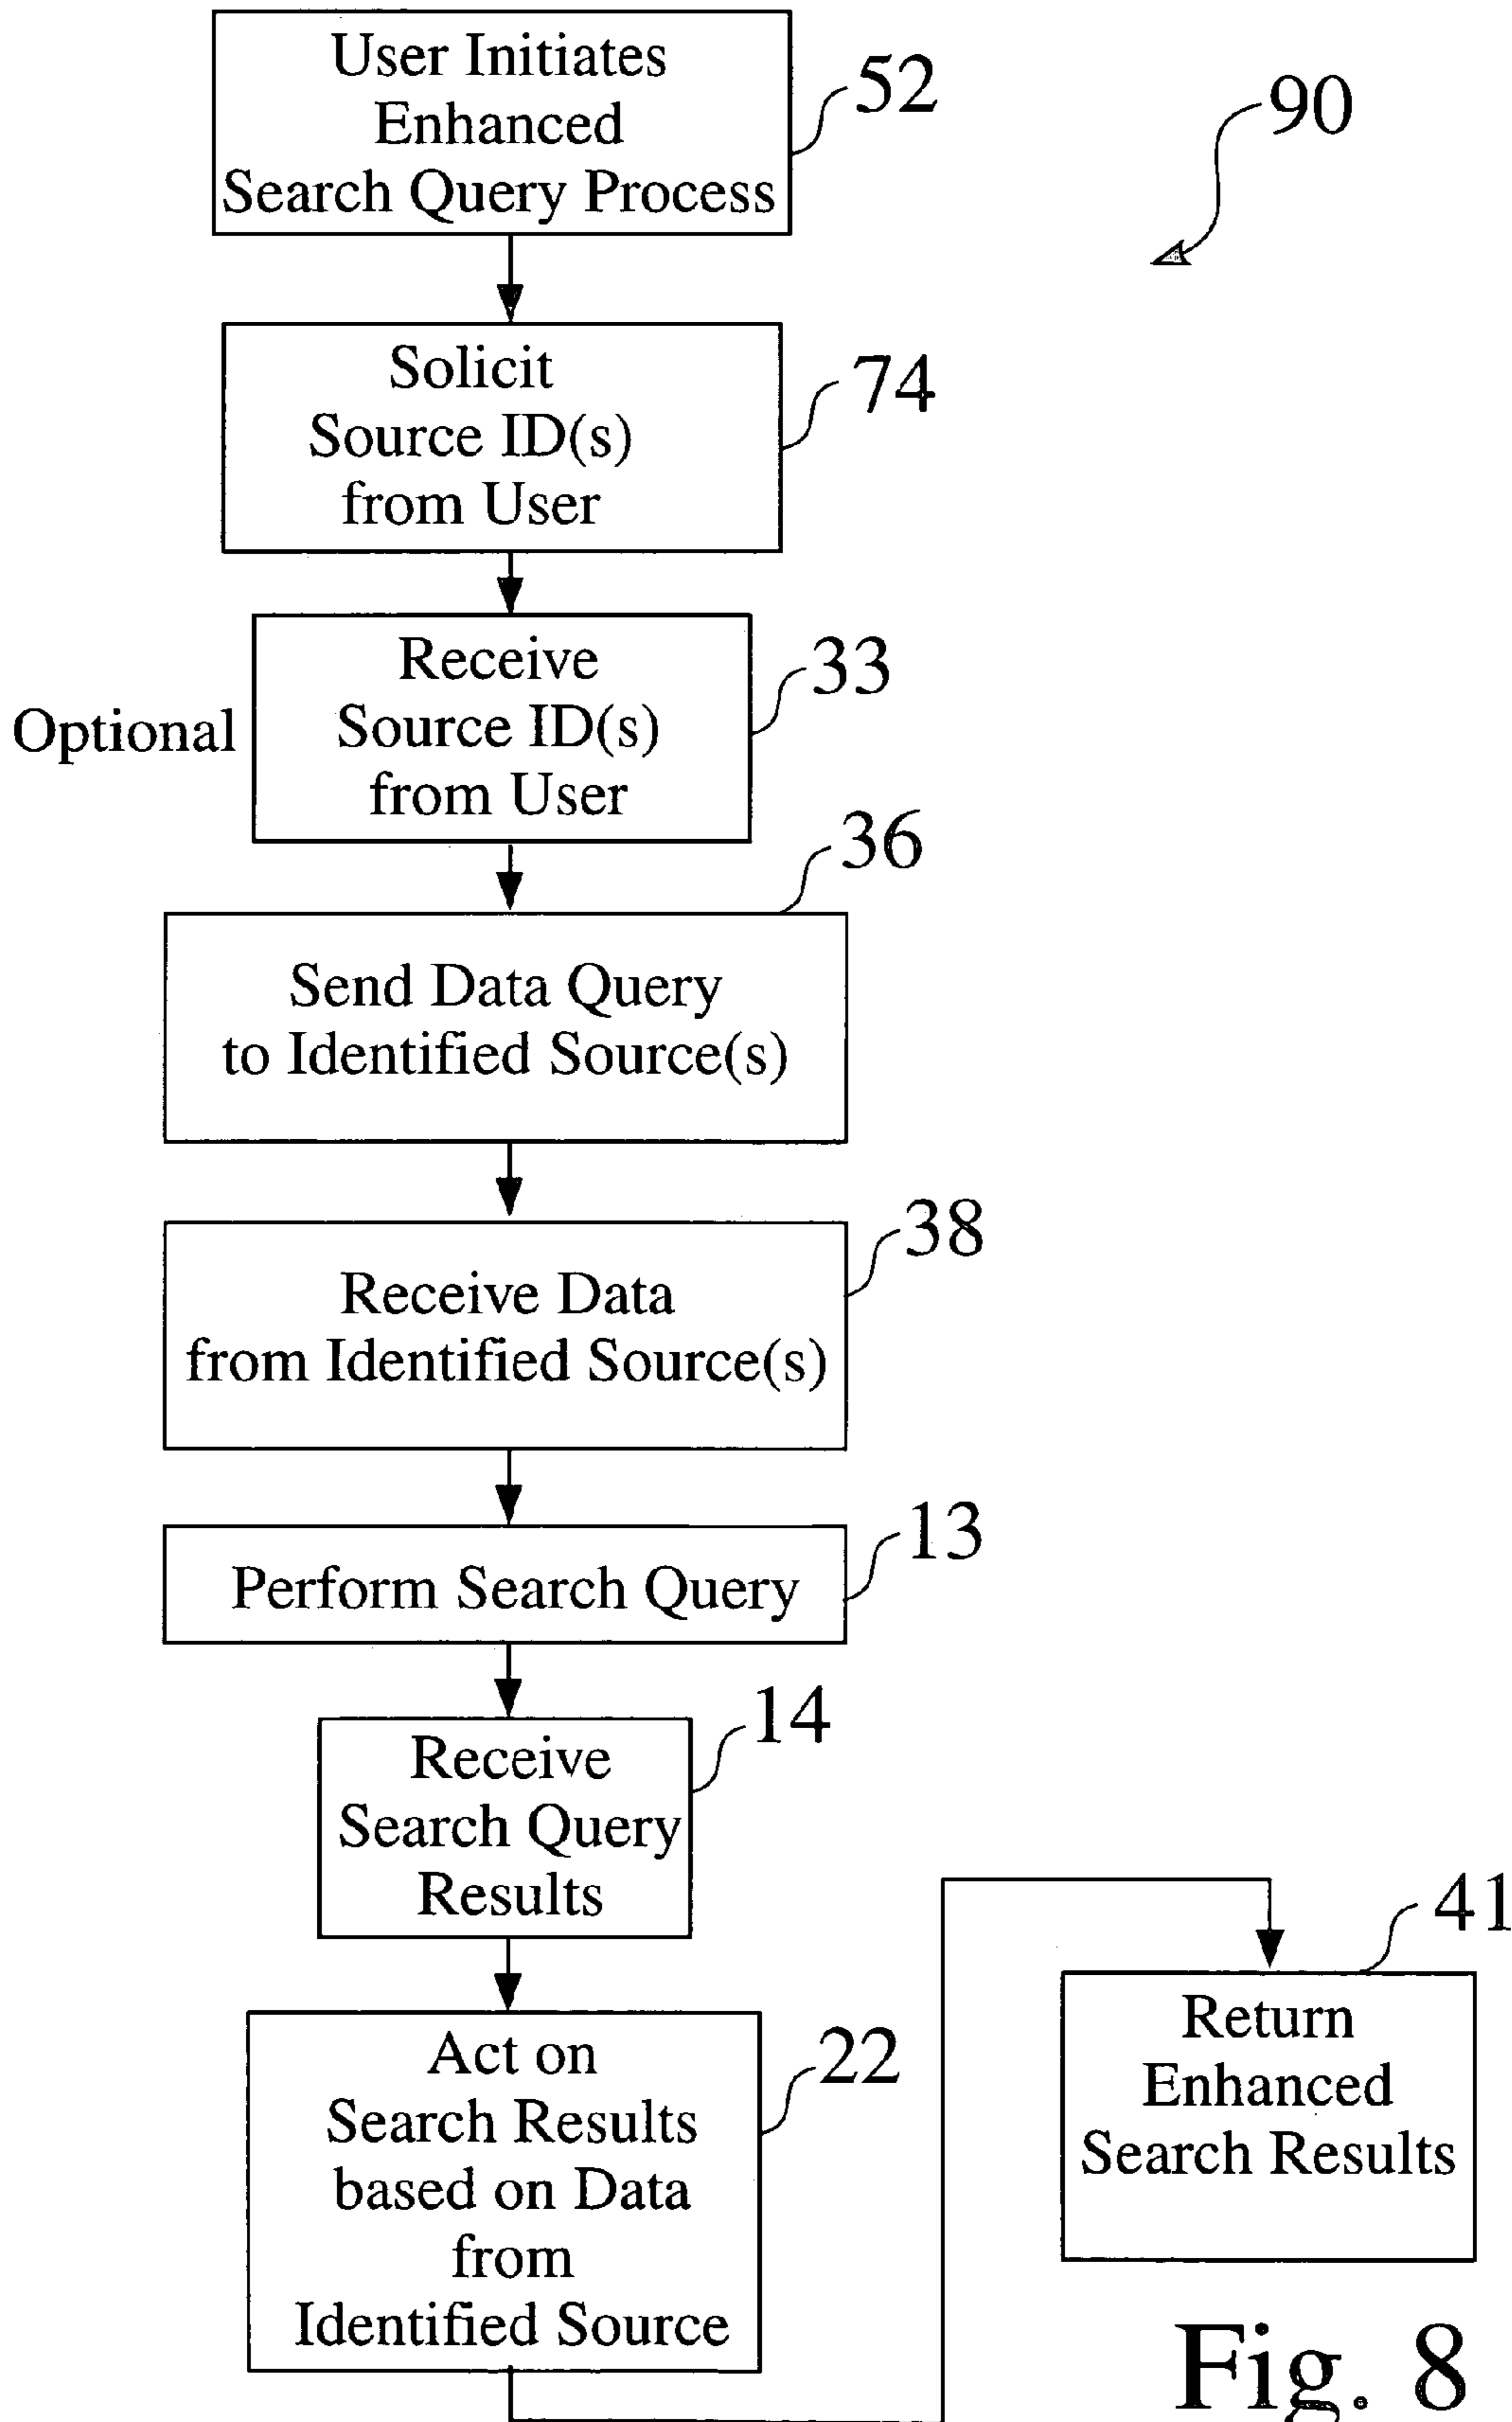 User Initiates
Enhanced
Search Query Process
52
90
Solicit
Source ID(s)
from User
74
Optional
Receive
Source ID(s)
from User
33
36
Send Data Query
to Identified Source(s)
38
Receive Data
from Identified Source(s)
13
Perform Search Query
14
Receive
Search Query
Results
22
Act on
Search Results
based on Data
from
Identified Source
41
Return
Enhanced
Search Results
Fig. 8